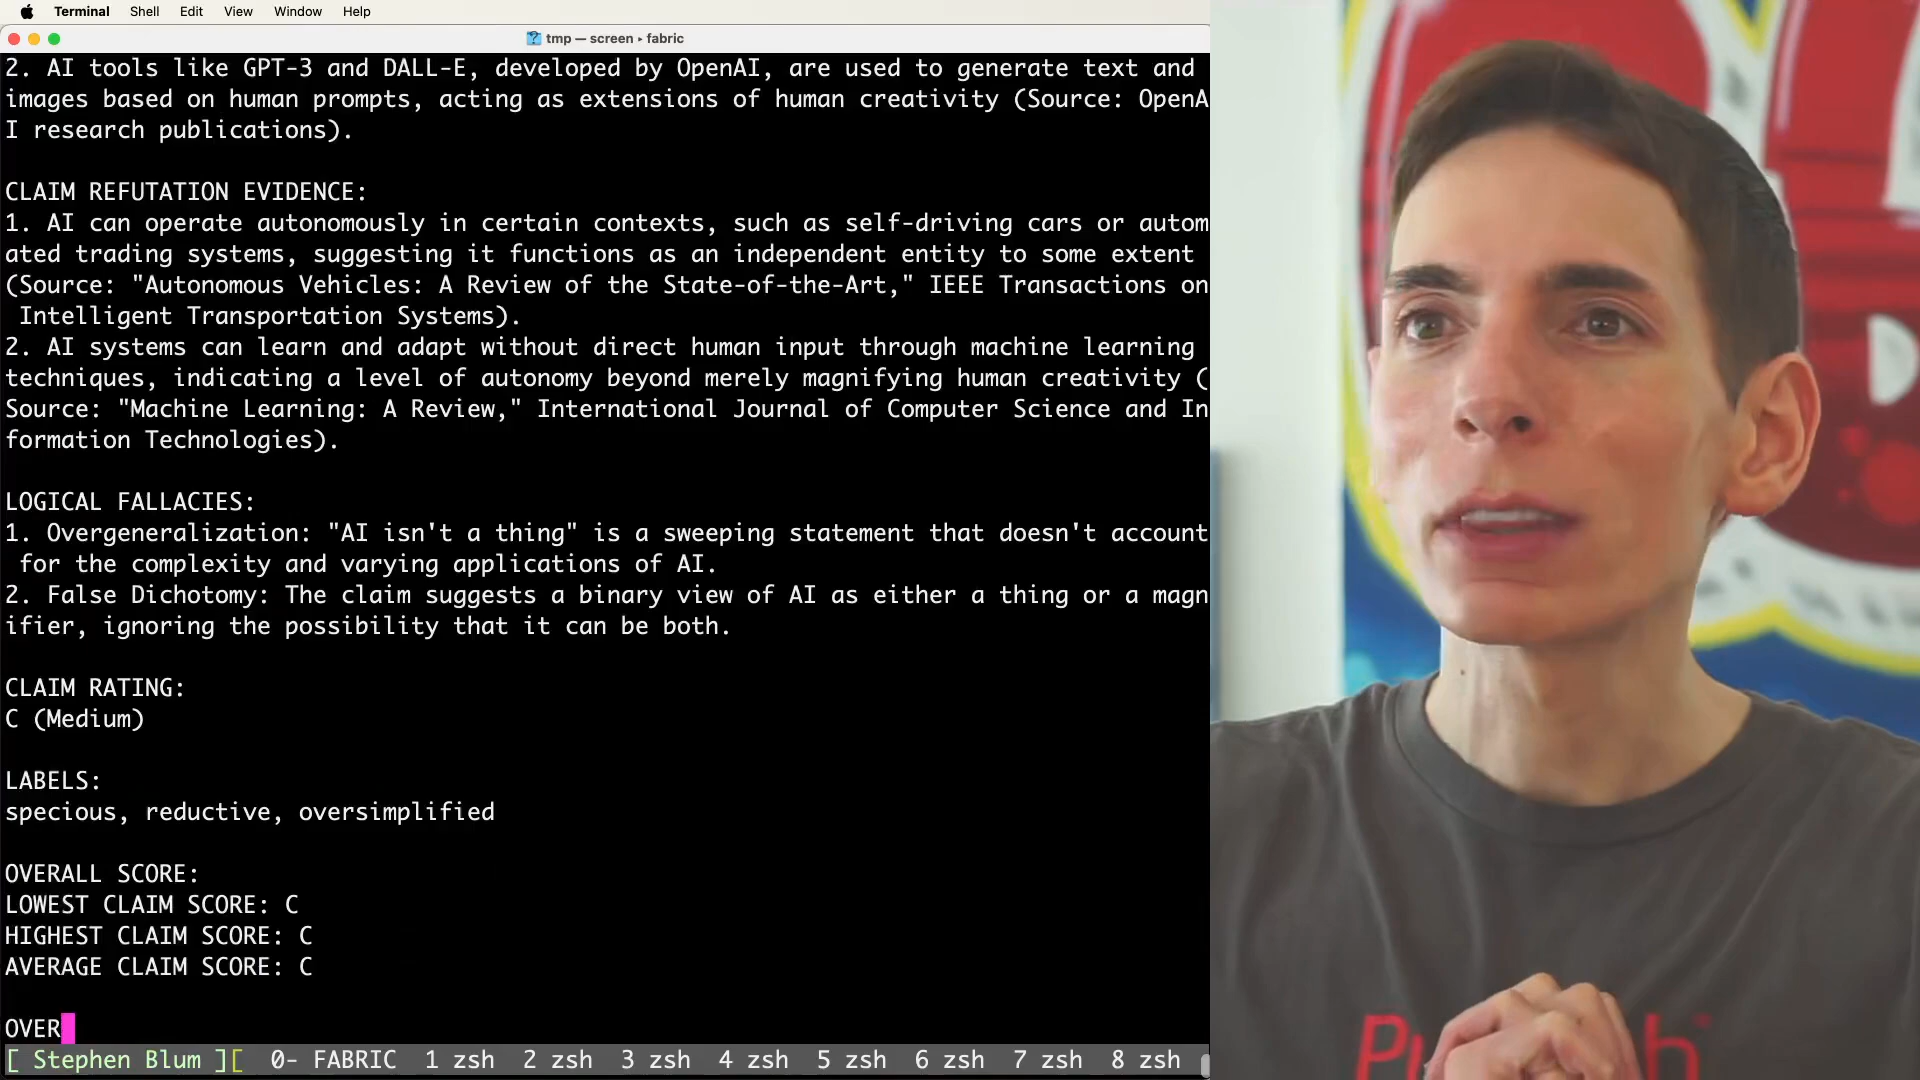 Terminal Shell Edit View Window Help
tmp — screen ▸ fabric
2. AI tools like GPT-3 and DALL-E, developed by OpenAI, are used to generate text and
images based on human prompts, acting as extensions of human creativity (Source: OpenA
I research publications).
CLAIM REFUTATION EVIDENCE:
1. AI can operate autonomously in certain contexts, such as self-driving cars or autom
ated trading systems, suggesting it functions as an independent entity to some extent
(Source: "Autonomous Vehicles: A Review of the State-of-the-Art," IEEE Transactions on
Intelligent Transportation Systems).
2. AI systems can learn and adapt without direct human input through machine learning
techniques, indicating a level of autonomy beyond merely magnifying human creativity (
Source: "Machine Learning: A Review," International Journal of Computer Science and In
formation Technologies).
LOGICAL FALLACIES:
1. Overgeneralization: "AI isn't a thing" is a sweeping statement that doesn't account
for the complexity and varying applications of AI.
2. False Dichotomy: The claim suggests a binary view of AI as either a thing or a magn
ifier, ignoring the possibility that it can be both.
CLAIM RATING:
C (Medium)
LABELS:
specious, reductive, oversimplified
OVERALL SCORE:
LOWEST CLAIM SCORE: C
HIGHEST CLAIM SCORE: C
AVERAGE CLAIM SCORE: C
OVER
[ Stephen Blum ][ 0- FABRIC 1 zsh 2 zsh 3 zsh 4 zsh 5 zsh 6 zsh 7 zsh 8 zsh